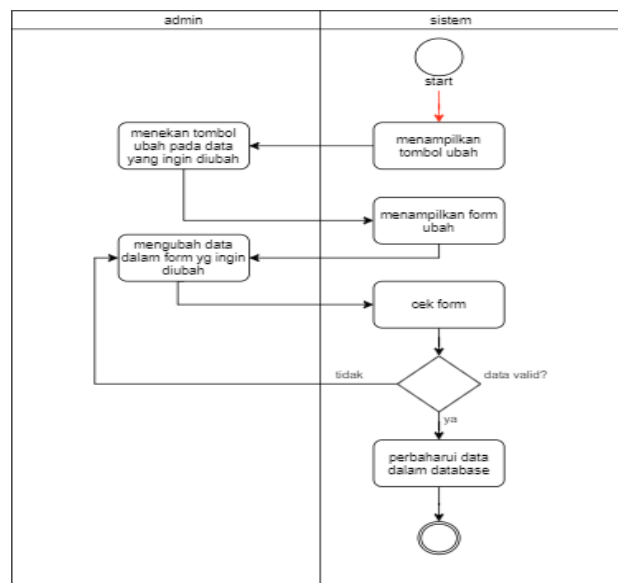 admin
sistem
start
menekan tombol
ubah pada data
yang ingin diubah
menampilkan
tombol ubah
menampilkan form
ubah
mengubah data
dalam form yg ingin
diubah
cek form
tidak
data valid?
ya
perbaharui data
dalam database